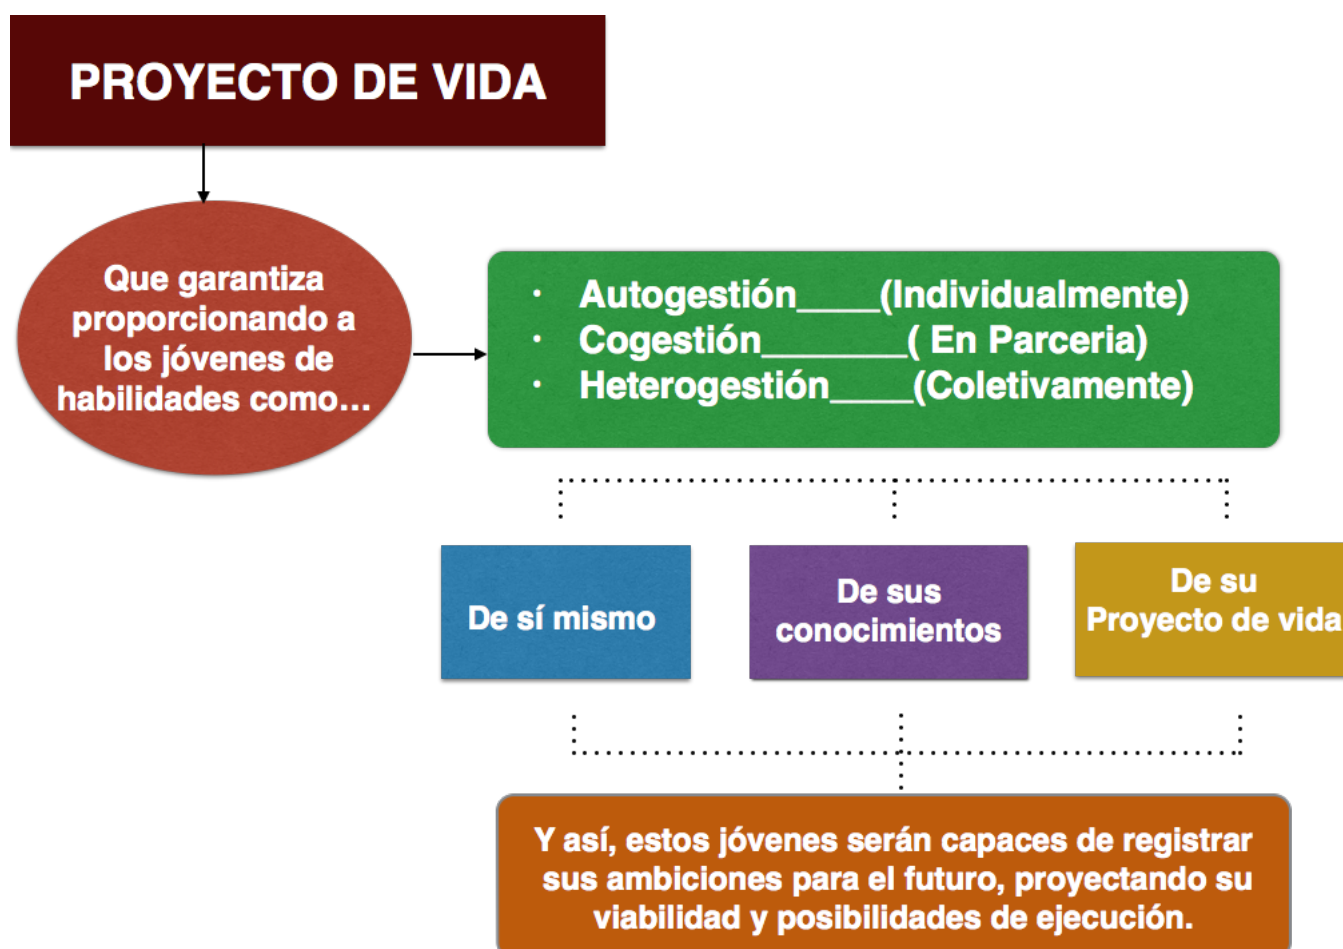 PROYECTO DE VIDA
Que garantiza
proporcionando a
los jóvenes de
habilidades como...
· Autogestión____(Individualmente)
· Cogestión_______( En Parceria)
· Heterogestión____(Coletivamente)
De sí mismo
De sus
conocimientos
De su
Proyecto de vida
Y así, estos jóvenes serán capaces de registrar
sus ambiciones para el futuro, proyectando su
viabilidad y posibilidades de ejecución.